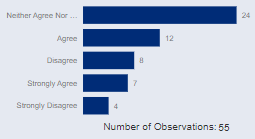 Neither Agree Nor ... 24
Agree 12
Disagree 8
Strongly Agree 7
Strongly Disagree 4
Number of Observations: 55